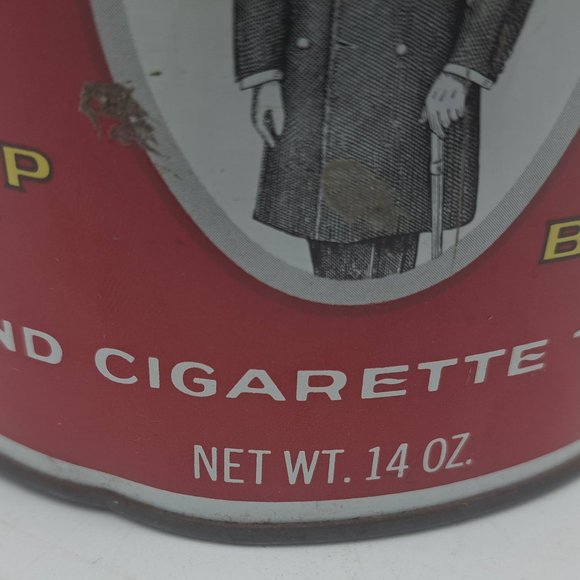 P B
ND CIGARETTE
NET WT. 14 OZ.